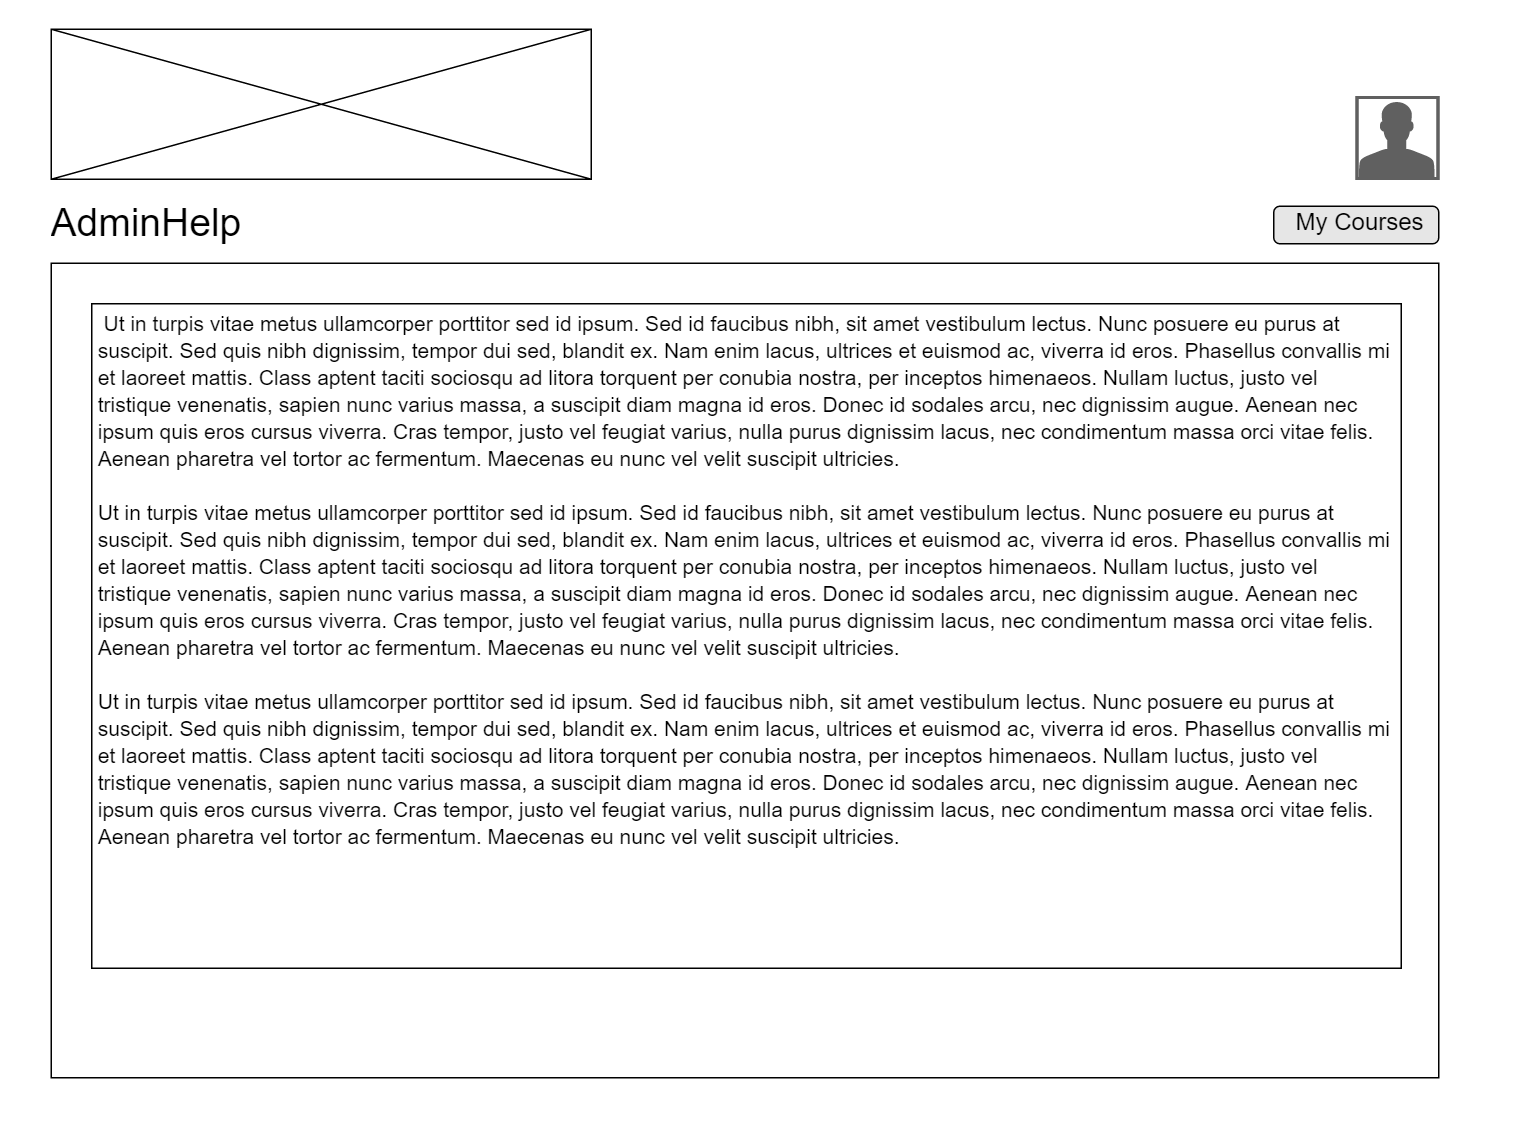 AdminHelp
My Courses
Ut in turpis vitae metus ullamcorper porttitor sed id ipsum. Sed id faucibus nibh, sit amet vestibulum lectus. Nunc posuere eu purus at
suscipit. Sed quis nibh dignissim, tempor dui sed, blandit ex. Nam enim lacus, ultrices et euismod ac, viverra id eros. Phasellus convallis mi
et laoreet mattis. Class aptent taciti sociosqu ad litora torquent per conubia nostra, per inceptos himenaeos. Nullam luctus, justo vel
tristique venenatis, sapien nunc varius massa, a suscipit diam magna id eros. Donec id sodales arcu, nec dignissim augue. Aenean nec
ipsum quis eros cursus viverra. Cras tempor, justo vel feugiat varius, nulla purus dignissim lacus, nec condimentum massa orci vitae felis.
Aenean pharetra vel tortor ac fermentum. Maecenas eu nunc vel velit suscipit ultricies.
Ut in turpis vitae metus ullamcorper porttitor sed id ipsum. Sed id faucibus nibh, sit amet vestibulum lectus. Nunc posuere eu purus at
suscipit. Sed quis nibh dignissim, tempor dui sed, blandit ex. Nam enim lacus, ultrices et euismod ac, viverra id eros. Phasellus convallis mi
et laoreet mattis. Class aptent taciti sociosqu ad litora torquent per conubia nostra, per inceptos himenaeos. Nullam luctus, justo vel
tristique venenatis, sapien nunc varius massa, a suscipit diam magna id eros. Donec id sodales arcu, nec dignissim augue. Aenean nec
ipsum quis eros cursus viverra. Cras tempor, justo vel feugiat varius, nulla purus dignissim lacus, nec condimentum massa orci vitae felis.
Aenean pharetra vel tortor ac fermentum. Maecenas eu nunc vel velit suscipit ultricies.
Ut in turpis vitae metus ullamcorper porttitor sed id ipsum. Sed id faucibus nibh, sit amet vestibulum lectus. Nunc posuere eu purus at
suscipit. Sed quis nibh dignissim, tempor dui sed, blandit ex. Nam enim lacus, ultrices et euismod ac, viverra id eros. Phasellus convallis mi
et laoreet mattis. Class aptent taciti sociosqu ad litora torquent per conubia nostra, per inceptos himenaeos. Nullam luctus, justo vel
tristique venenatis, sapien nunc varius massa, a suscipit diam magna id eros. Donec id sodales arcu, nec dignissim augue. Aenean nec
ipsum quis eros cursus viverra. Cras tempor, justo vel feugiat varius, nulla purus dignissim lacus, nec condimentum massa orci vitae felis.
Aenean pharetra vel tortor ac fermentum. Maecenas eu nunc vel velit suscipit ultricies.